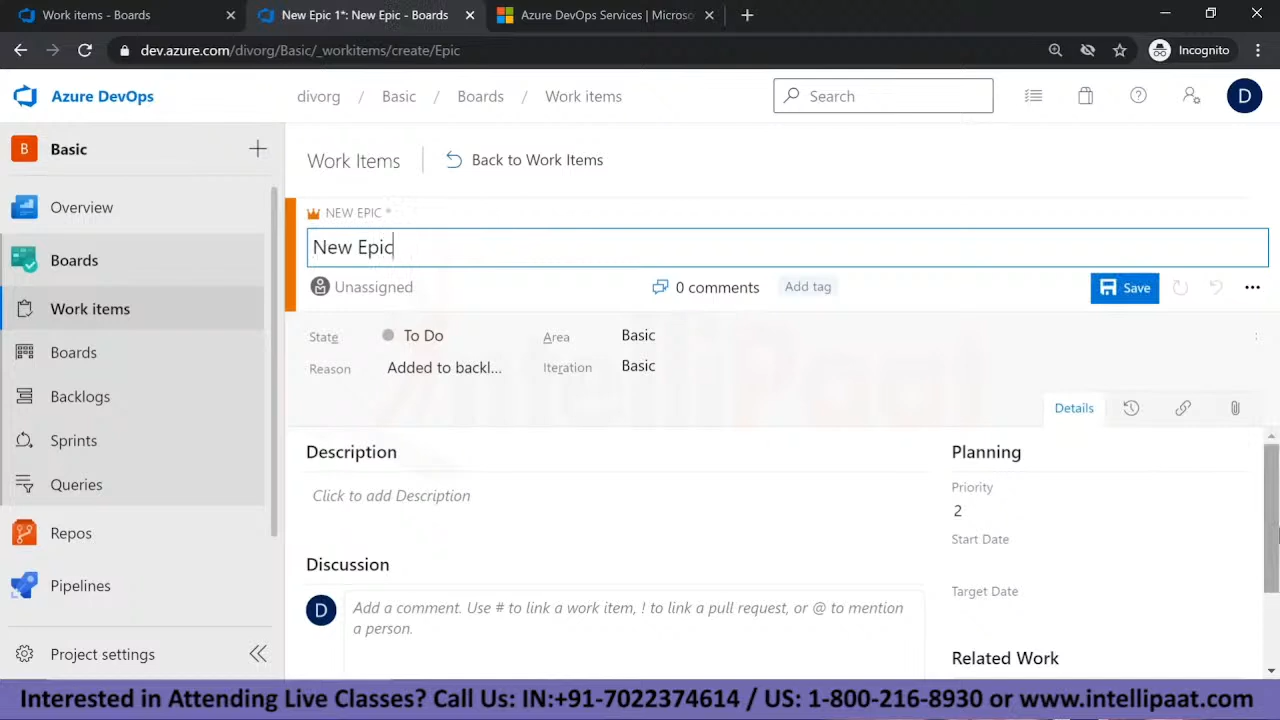 Work items - Boards
New Epic 1*: New Epic - Boards
Azure DevOps Services | Microso
dev.azure.com/divorg/Basic/_workitems/create/Epic
Incognito
Azure DevOps
divorg / Basic / Boards / Work items
Search
D
B Basic
Work Items
Back to Work Items
Overview
NEW EPIC *
New Epic
Boards
Unassigned
0 comments
Add tag
Save
Work items
State To Do
Area Basic
Boards
Reason Added to backl...
Iteration Basic
Backlogs
Details
Sprints
Description
Planning
Queries
Click to add Description
Priority
2
Repos
Start Date
Discussion
Pipelines
Target Date
D
Add a comment. Use # to link a work item, ! to link a pull request, or @ to mention
a person.
Project settings
Related Work
IntelliPaat
Interested in Attending Live Classes? Call Us: IN:+91-7022374614 / US: 1-800-216-8930 or www.intellipaat.com